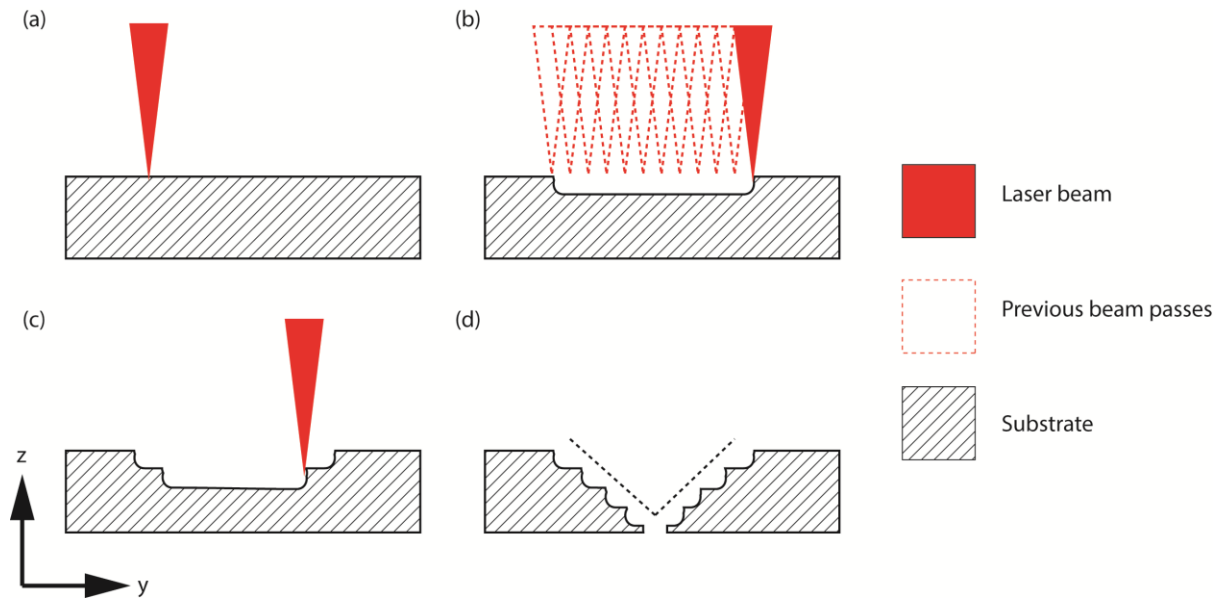 (a)
(b)
Laser beam
Previous beam passes
(c)
(d)
Substrate
z
y